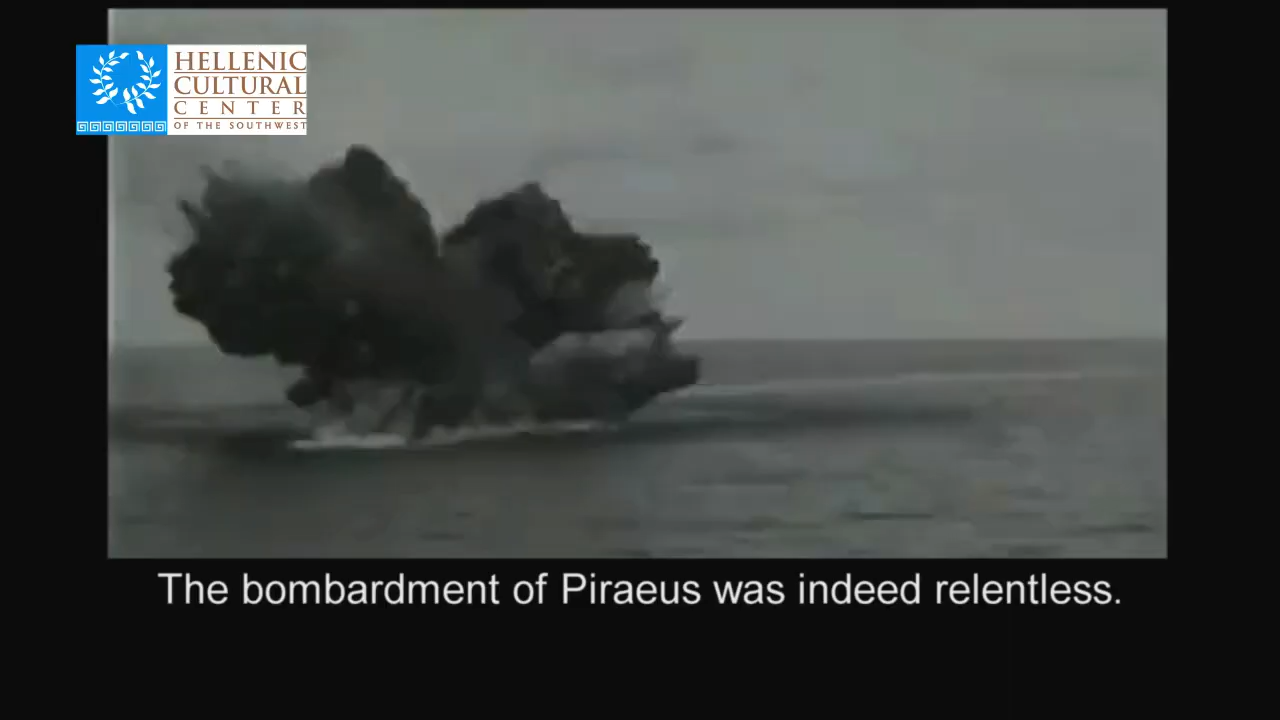 HELLENIC
CULTURAL
CENTER
OF THE SOUTHWEST
The bombardment of Piraeus was indeed relentless.